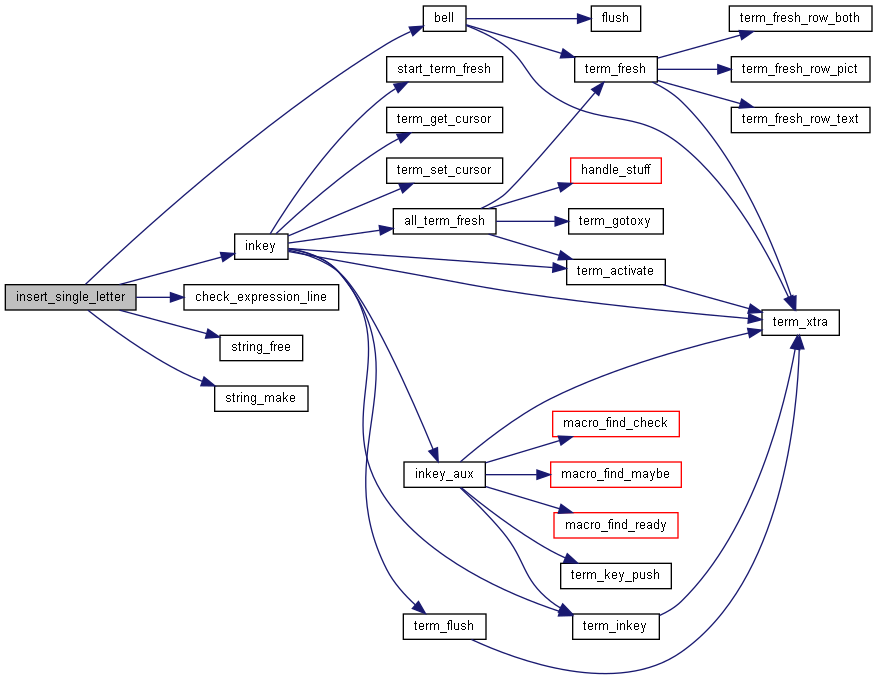 bell
flush
term_fresh_row_both
start_term_fresh
term_fresh
term_fresh_row_pict
term_get_cursor
term_fresh_row_text
term_set_cursor
handle_stuff
all_term_fresh
term_gotoxy
inkey
term_activate
insert_single_letter
check_expression_line
term_xtra
string_free
string_make
macro_find_check
inkey_aux
macro_find_maybe
macro_find_ready
term_key_push
term_flush
term_inkey